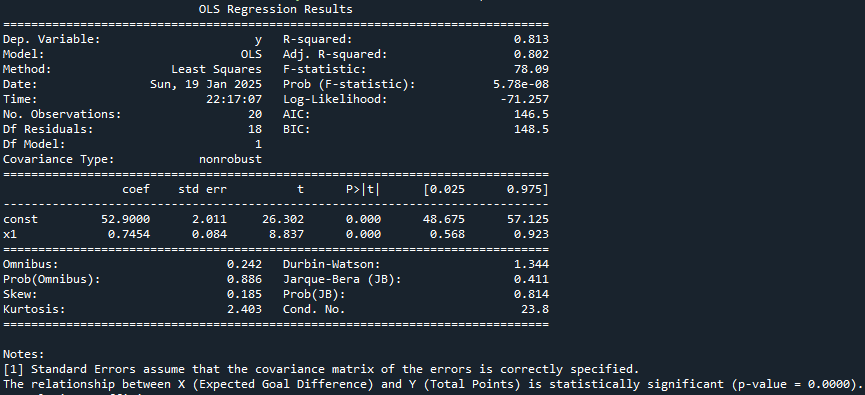 OLS Regression Results
==============================================================================
Dep. Variable:                      y   R-squared:                       0.813
Model:                            OLS   Adj. R-squared:                  0.802
Method:                 Least Squares   F-statistic:                     78.09
Date:                Sun, 19 Jan 2025   Prob (F-statistic):           5.78e-08
Time:                        22:17:07   Log-Likelihood:                -71.257
No. Observations:                  20   AIC:                             146.5
Df Residuals:                      18   BIC:                             148.5
Df Model:                           1
Covariance Type:            nonrobust
==============================================================================
                 coef    std err          t      P>|t|      [0.025      0.975]
------------------------------------------------------------------------------
const         52.9000      2.011     26.302      0.000      48.675      57.125
x1             0.7454      0.084      8.837      0.000       0.568       0.923
==============================================================================
Omnibus:                        0.242   Durbin-Watson:                   1.344
Prob(Omnibus):                  0.886   Jarque-Bera (JB):                0.411
Skew:                           0.185   Prob(JB):                        0.814
Kurtosis:                       2.403   Cond. No.                         23.8
==============================================================================
Notes:
[1] Standard Errors assume that the covariance matrix of the errors is correctly specified.
The relationship between X (Expected Goal Difference) and Y (Total Points) is statistically significant (p-value = 0.0000).